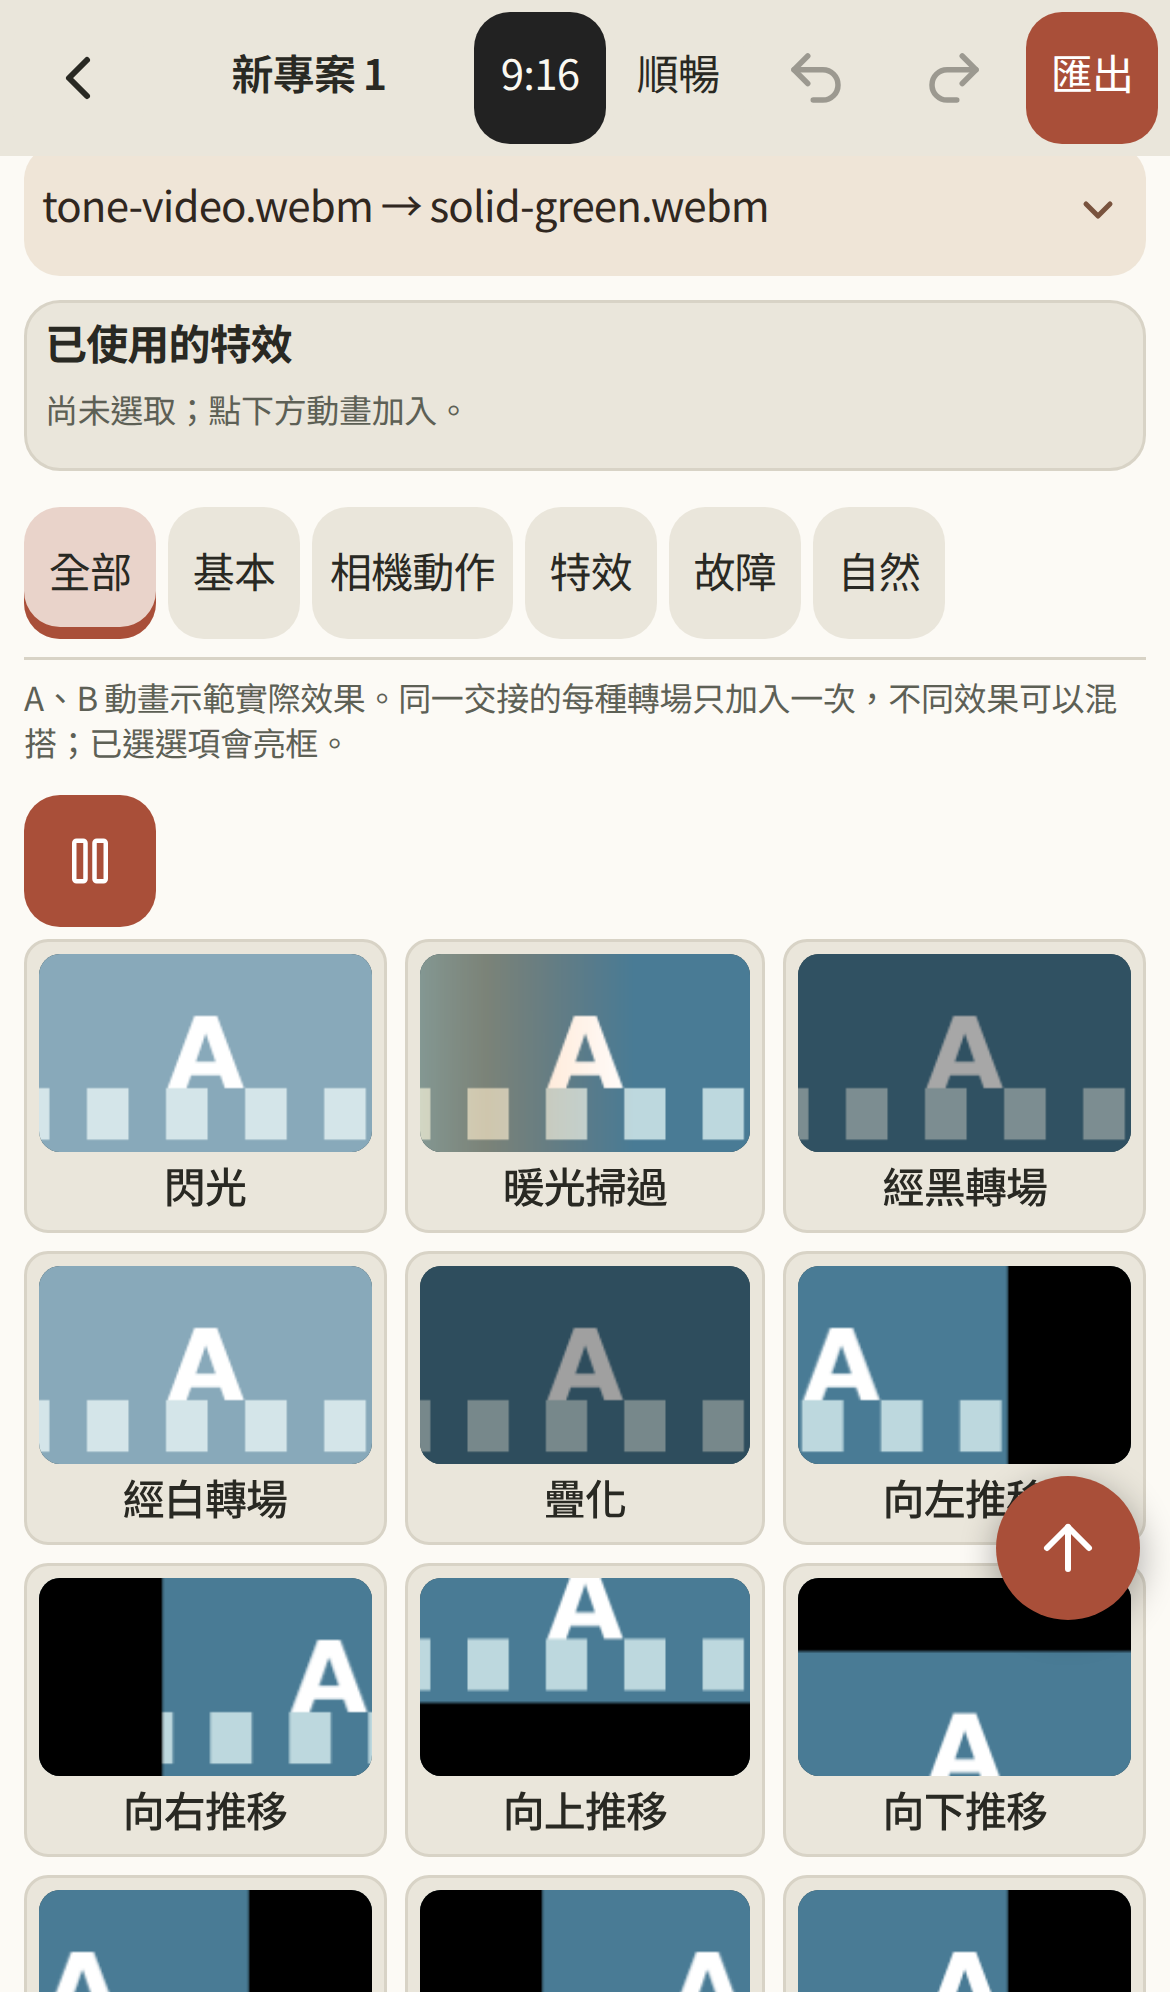 新專案 1
9:16
順暢
匯出
tone-video.webm → solid-green.webm
已使用的特效
尚未選取；點下方動畫加入。
全部
基本
相機動作
特效
故障
自然
A、B 動畫示範實際效果。同一交接的每種轉場只加入一次，不同效果可以混
搭；已選選項會亮框。
A
A
A
閃光
暖光掃過
經黑轉場
A
A
A
經白轉場
疊化
向左推移
A
A
A
向右推移
向上推移
向下推移
A
A
A